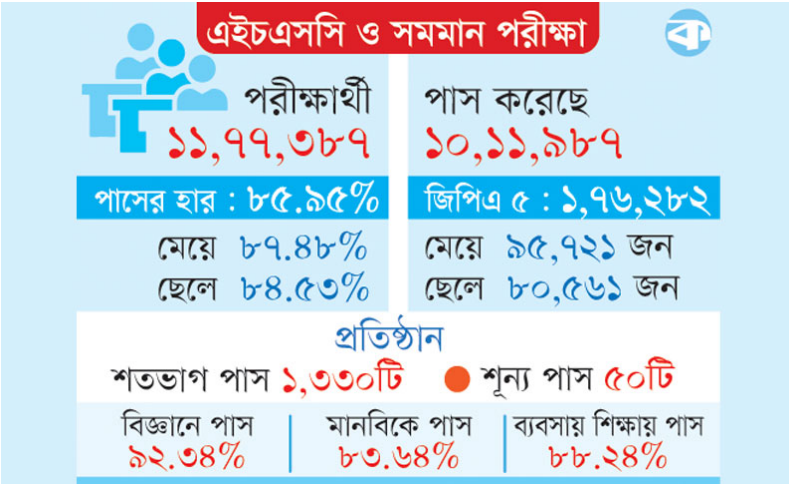 এইচএসসি ও সমমান পরীক্ষা
ক
পরীক্ষার্থী
১১,৭৭,৩৮৭
পাস করেছে
১০,১১,৯৮৭
পাসের হার : ৮৫.৯৫%
মেয়ে ৮৭.৪৮%
ছেলে ৮৪.৫৩%
জিপিএ ৫ : ১,৭৬,২৮২
মেয়ে ৯৫,৭২১ জন
ছেলে ৮০,৫৬১ জন
প্রতিষ্ঠান
শতভাগ পাস ১,৩৩০টি
শূন্য পাস ৫০টি
বিজ্ঞানে পাস
৯২.৩৪%
মানবিকে পাস
৮৩.৬৪%
ব্যবসায় শিক্ষায় পাস
৮৮.২৪%